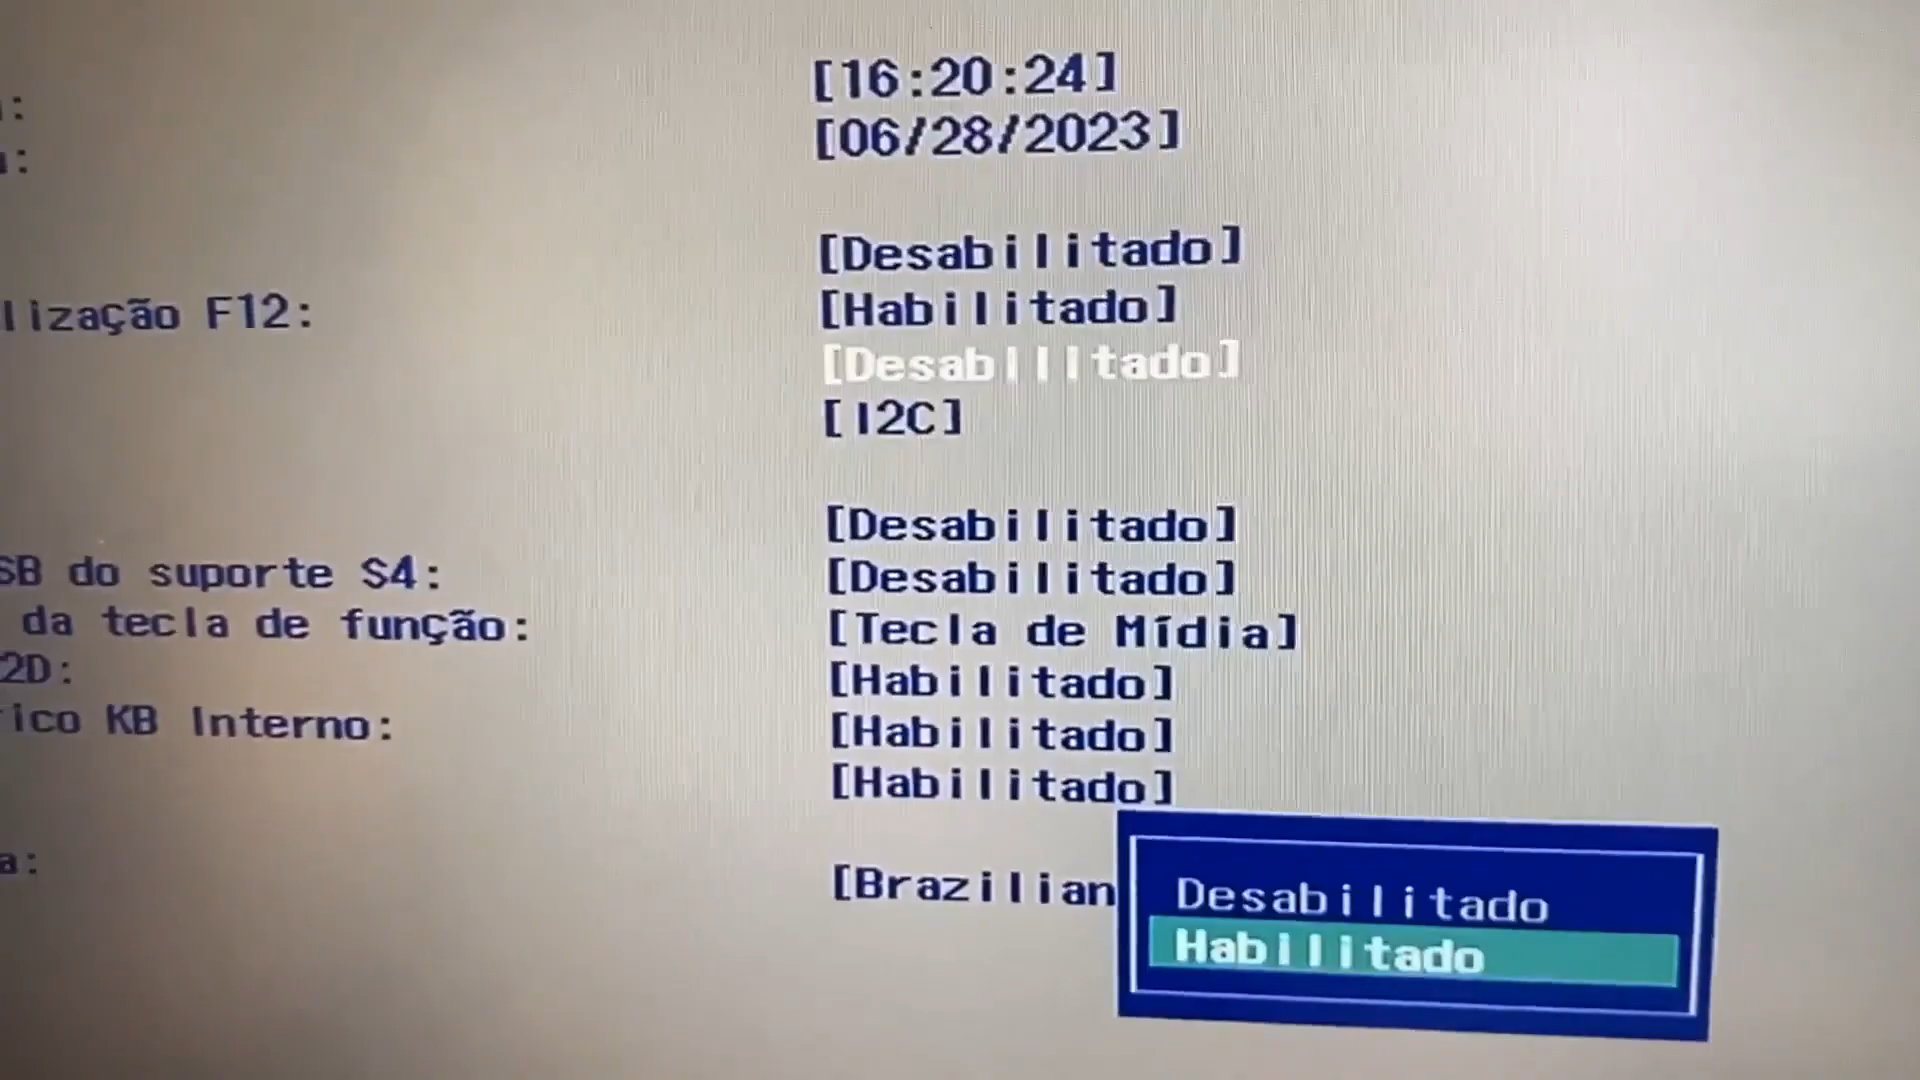 : [16:20:24]
: [06/28/2023]
[Desabilitado]
lização F12: [Habilitado]
[Desabilitado]
[I2C]
[Desabilitado]
SB do suporte S4: [Desabilitado]
da tecla de função: [Tecla de Mídia]
2D: [Habilitado]
rico KB Interno: [Habilitado]
[Habilitado]
a: [Brazilian
Desabilitado
Habilitado